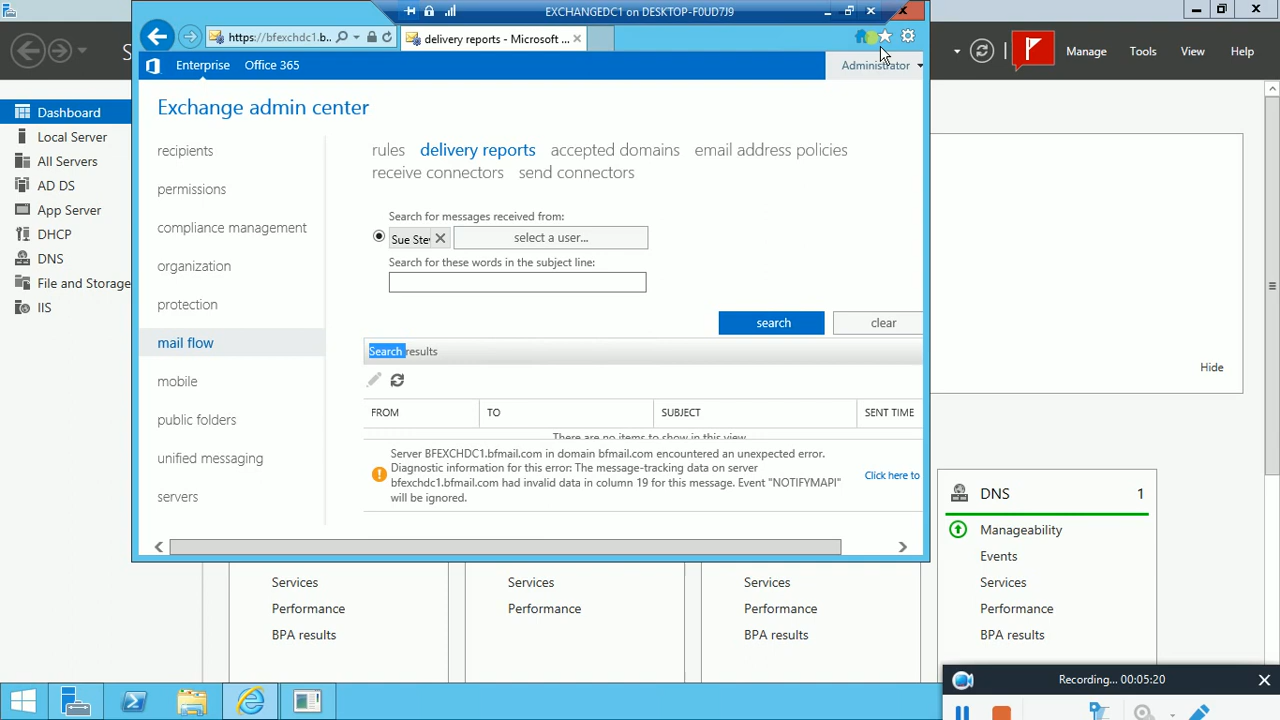 EXCHANGEDC1 on DESKTOP-F0UD7J9
https://bfexchdc1.b...
delivery reports - Microsoft ...
Enterprise
Office 365
Administrator
Manage
Tools
View
Help
Exchange admin center
Dashboard
Local Server
All Servers
AD DS
App Server
DHCP
DNS
File and Storage
IIS
recipients
permissions
compliance management
organization
protection
mail flow
mobile
public folders
unified messaging
servers
rules
delivery reports
accepted domains
email address policies
receive connectors
send connectors
Search for messages received from:
Sue Ste
select a user...
Search for these words in the subject line:
search
clear
Search results
FROM
TO
SUBJECT
SENT TIME
There are no items to show in this view.
Server BFEXCHDC1.bfmail.com in domain bfmail.com encountered an unexpected error.
Diagnostic information for this error: The message-tracking data on server
bfexchdc1.bfmail.com had invalid data in column 19 for this message. Event "NOTIFYMAPI"
will be ignored.
Click here to
Hide
DNS
1
Manageability
Events
Services
Performance
BPA results
Services
Performance
BPA results
Services
Performance
Services
Performance
BPA results
Recording... 00:05:20